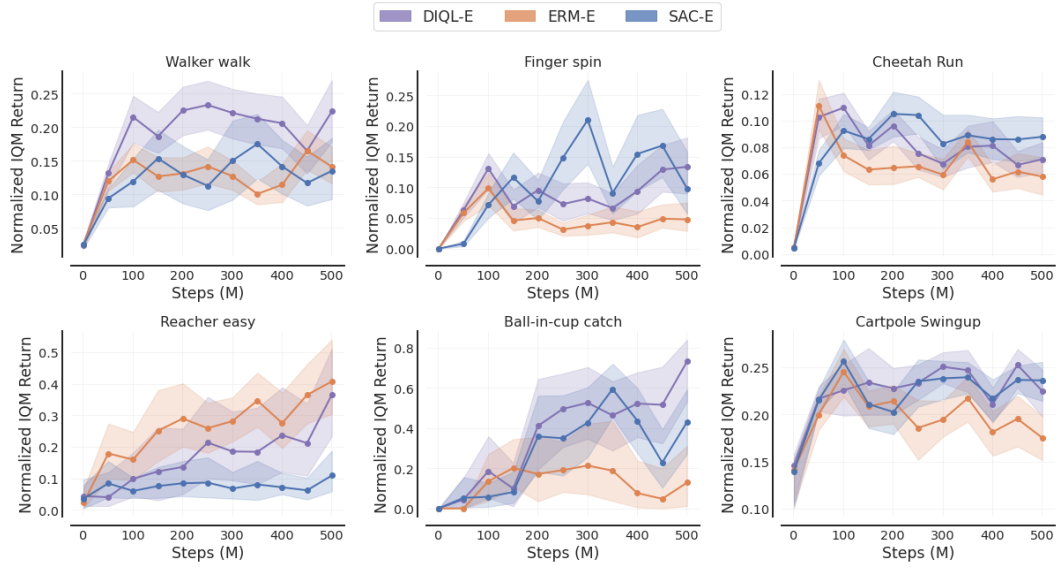 DIQL-E ERM-E SAC-E
Walker walk
Normalized IQM Return
0.25
0.20
0.15
0.10
0.05
0 100 200 300 400 500
Steps (M)
Finger spin
Normalized IQM Return
0.25
0.20
0.15
0.10
0.05
0.00
0 100 200 300 400 500
Steps (M)
Cheetah Run
Normalized IQM Return
0.12
0.10
0.08
0.06
0.04
0.02
0.00
0 100 200 300 400 500
Steps (M)
Reacher easy
Normalized IQM Return
0.5
0.4
0.3
0.2
0.1
0.0
0 100 200 300 400 500
Steps (M)
Ball-in-cup catch
Normalized IQM Return
0.8
0.6
0.4
0.2
0.0
0 100 200 300 400 500
Steps (M)
Cartpole Swingup
Normalized IQM Return
0.25
0.20
0.15
0.10
0 100 200 300 400 500
Steps (M)